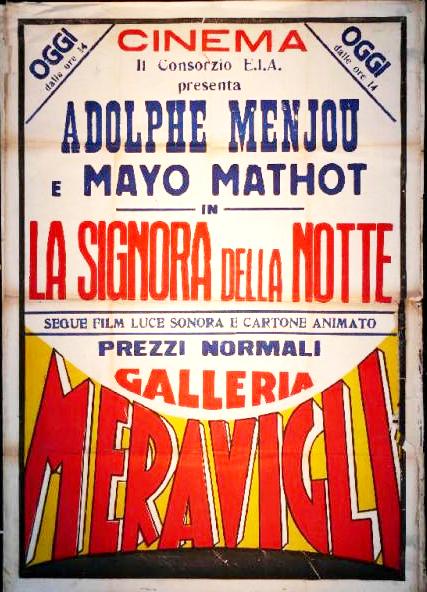 OGGI
dalle ore 14
CINEMA
OGGI
dalle ore 14
Il Consorzio E.I.A.
presenta
ADOLPHE MENJOU
E MAYO MATHOT
IN
LA SIGNORA DELLA NOTTE
SEGUE FILM LUCE SONORA E CARTONE ANIMATO
PREZZI NORMALI
GALLERIA
MERAVIGLI